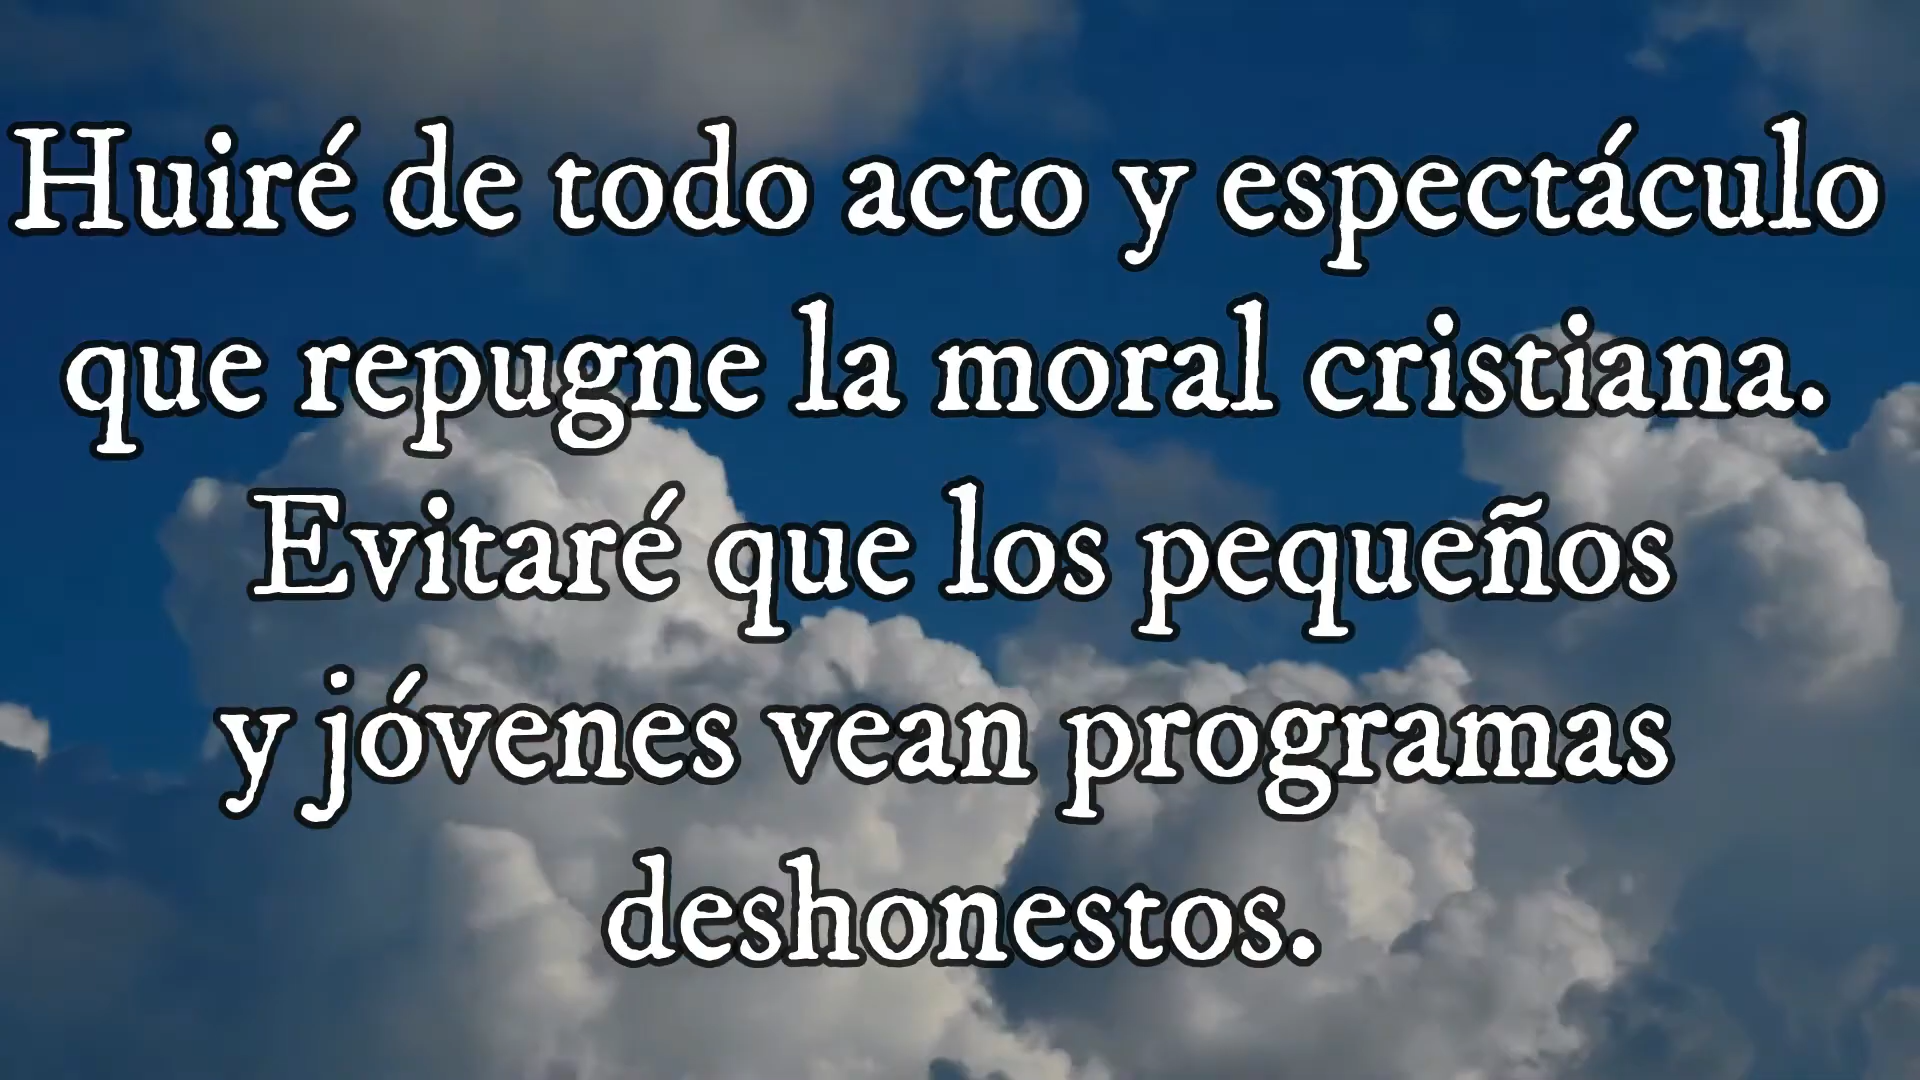 Huiré de todo acto y espectáculo
que repugne la moral cristiana.
Evitaré que los pequeños
y jóvenes vean programas
deshonestos.